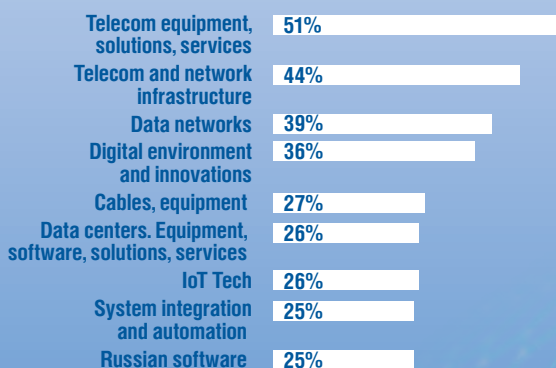 Telecom equipment,
solutions, services 51%
Telecom and network
infrastructure 44%
Data networks 39%
Digital environment
and innovations 36%
Cables, equipment 27%
Data centers. Equipment,
software, solutions, services 26%
IoT Tech 26%
System integration
and automation 25%
Russian software 25%